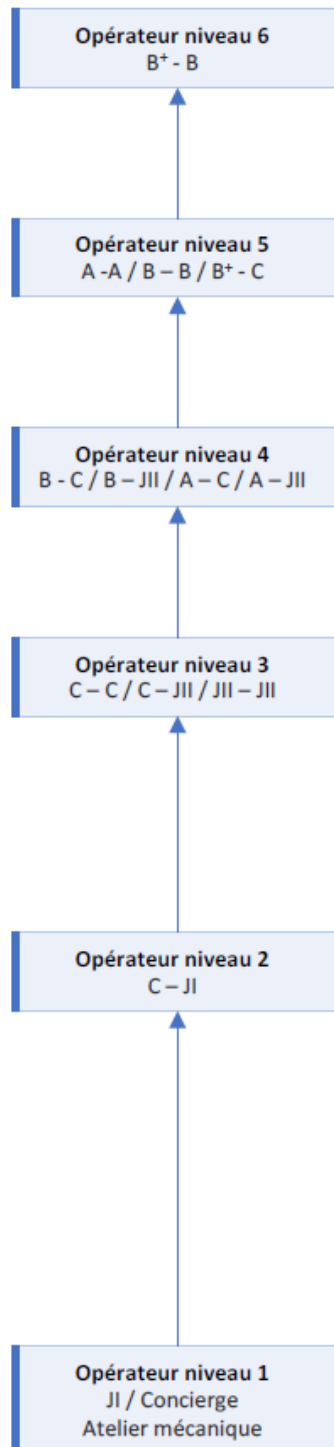 Opérateur niveau 6
B⁺ - B
Opérateur niveau 5
A -A / B – B / B⁺ - C
Opérateur niveau 4
B - C / B – JII / A – C / A – JII
Opérateur niveau 3
C – C / C – JII / JII – JII
Opérateur niveau 2
C – JI
Opérateur niveau 1
JI / Concierge
Atelier mécanique